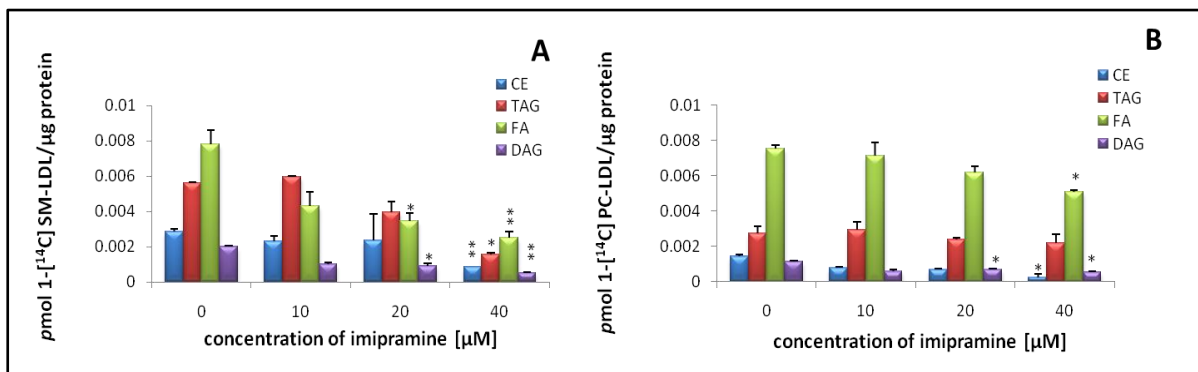 A
CE
TAG
FA
DAG
pmol 1-[¹⁴C] SM-LDL/µg protein
0.01
0.008
0.006
0.004
0.002
0
* * ** * ** **
0 10 20 40
concentration of imipramine [µM]
B
CE
TAG
FA
DAG
pmol 1-[¹⁴C] PC-LDL/µg protein
0.01
0.008
0.006
0.004
0.002
0
* * * *
0 10 20 40
concentration of imipramine [µM]